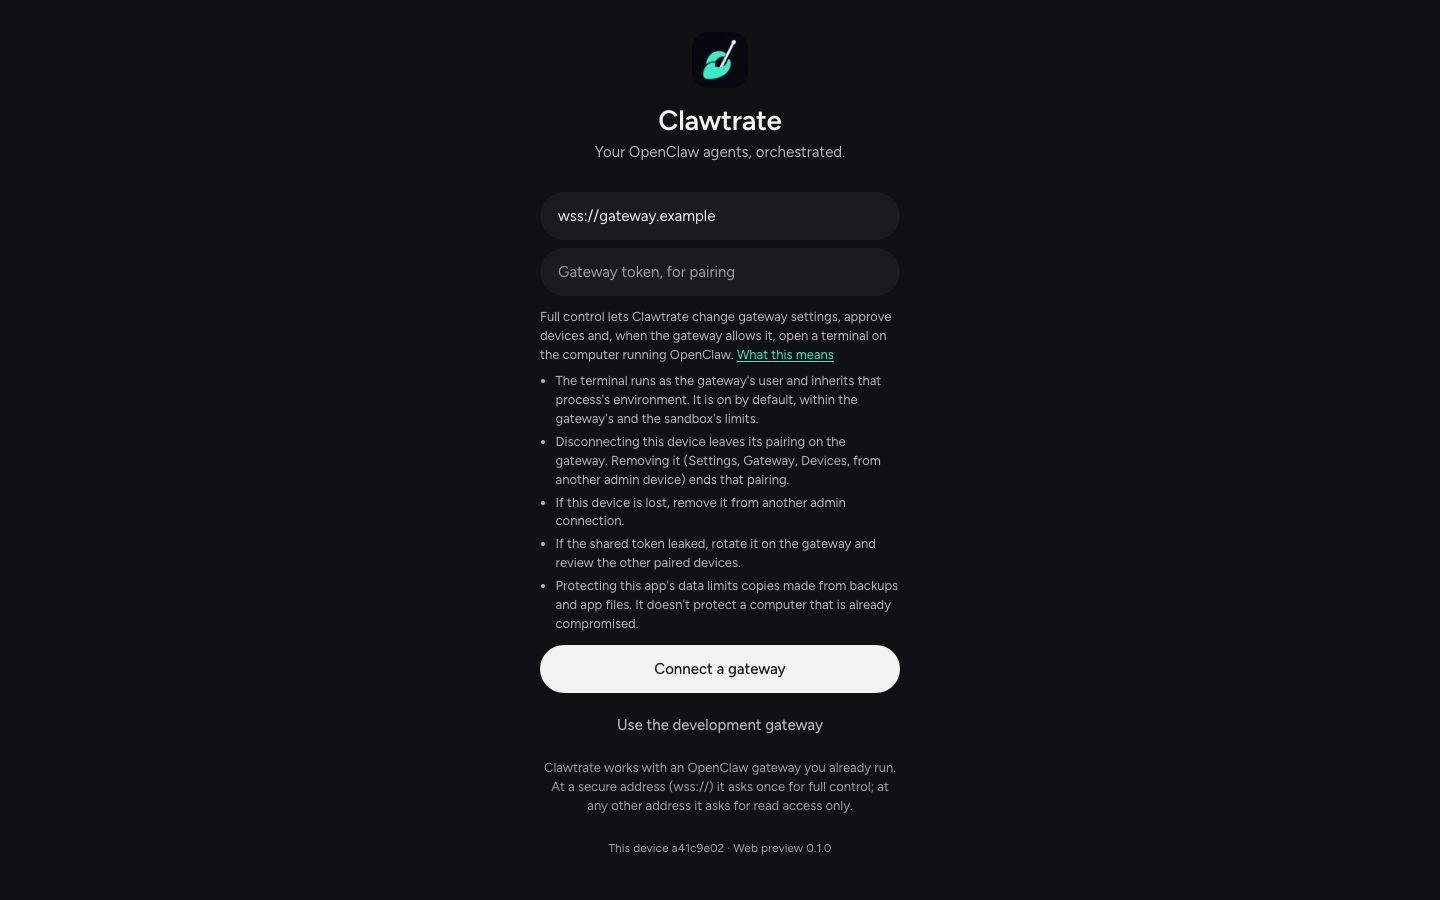 Clawtrate
Your OpenClaw agents, orchestrated.
wss://gateway.example
Gateway token, for pairing
Full control lets Clawtrate change gateway settings, approve
devices and, when the gateway allows it, open a terminal on
the computer running OpenClaw. What this means
• The terminal runs as the gateway's user and inherits that
process's environment. It is on by default, within the
gateway's and the sandbox's limits.
• Disconnecting this device leaves its pairing on the
gateway. Removing it (Settings, Gateway, Devices, from
another admin device) ends that pairing.
• If this device is lost, remove it from another admin
connection.
• If the shared token leaked, rotate it on the gateway and
review the other paired devices.
• Protecting this app's data limits copies made from backups
and app files. It doesn't protect a computer that is already
compromised.
Connect a gateway
Use the development gateway
Clawtrate works with an OpenClaw gateway you already run.
At a secure address (wss://) it asks once for full control; at
any other address it asks for read access only.
This device a41c9e02 · Web preview 0.1.0